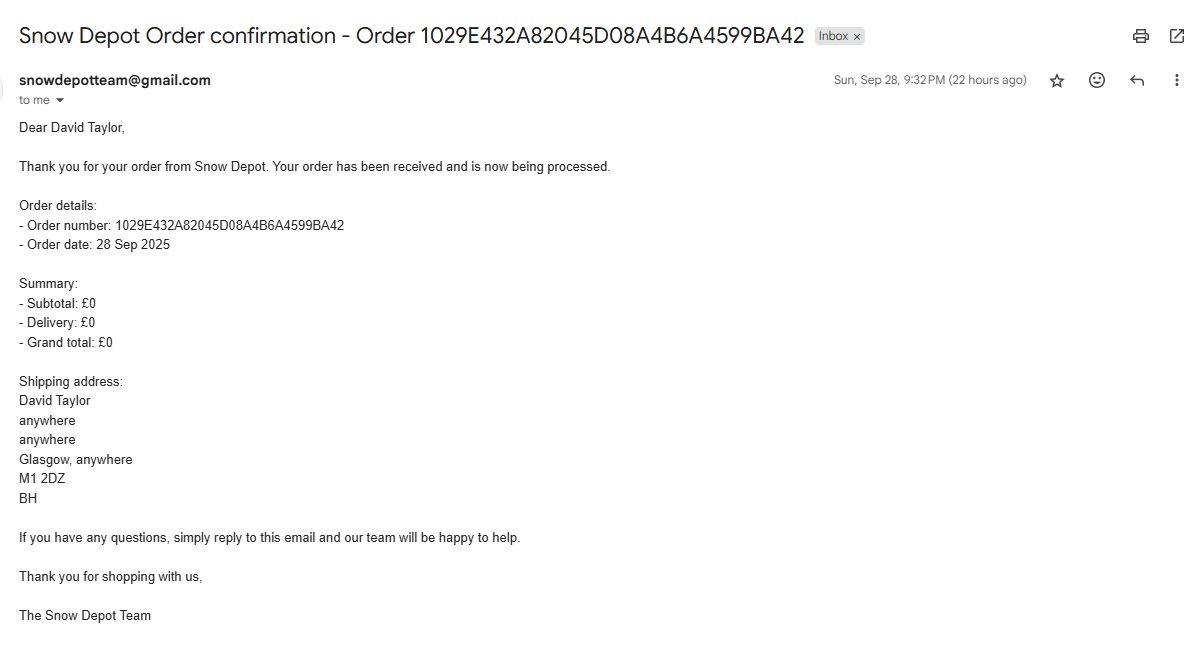 Snow Depot Order confirmation - Order 1029E432A82045D08A4B6A4599BA42 Inbox ×
snowdepotteam@gmail.com Sun, Sep 28, 9:32 PM (22 hours ago)
to me
Dear David Taylor,
Thank you for your order from Snow Depot. Your order has been received and is now being processed.
Order details:
- Order number: 1029E432A82045D08A4B6A4599BA42
- Order date: 28 Sep 2025
Summary:
- Subtotal: £0
- Delivery: £0
- Grand total: £0
Shipping address:
David Taylor
anywhere
anywhere
Glasgow, anywhere
M1 2DZ
BH
If you have any questions, simply reply to this email and our team will be happy to help.
Thank you for shopping with us,
The Snow Depot Team